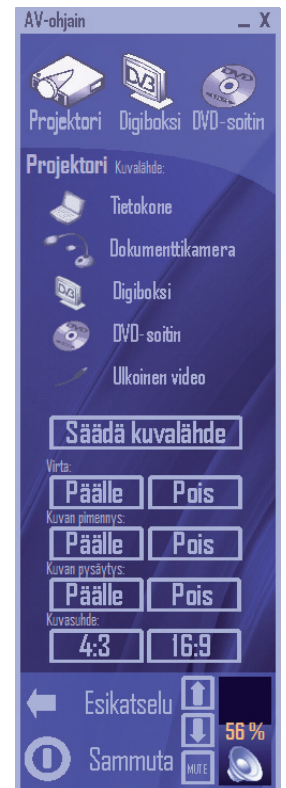 AV-ohjain _ X
Projektori Digiboksi DVD-soitin
Projektori Kuvalähde:
Tietokone
Dokumenttikamera
Digiboksi
DVD-soitin
Ulkoinen video
Säädä kuvalähde
Virta:
Päälle Pois
Kuvan pimennys:
Päälle Pois
Kuvan pysäytys:
Päälle Pois
Kuvasuhde:
4:3 16:9
Esikatselu
56 %
Sammuta MUTE